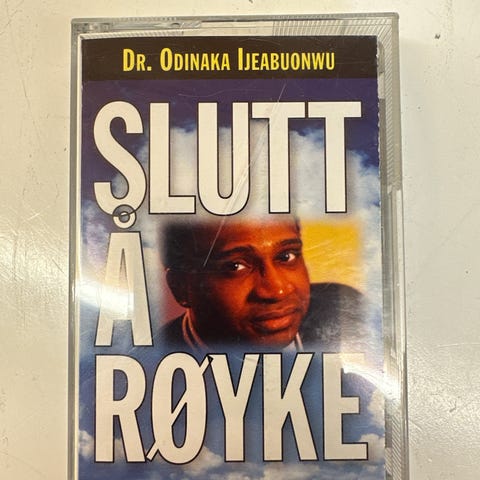 DR. ODINAKA IJEABUONWU
SLUTT
Å
RØYKE